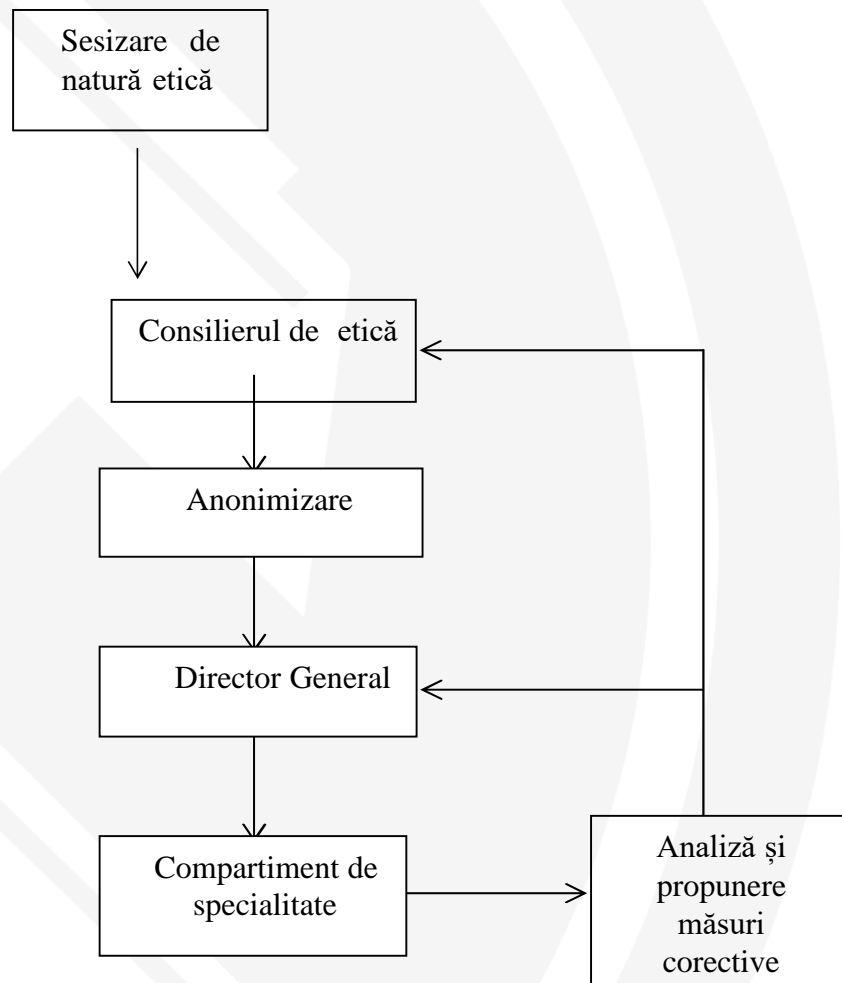 Sesizare de
natură etică
Consilierul de etică
Anonimizare
Director General
Compartiment de
specialitate
Analiză și
propunere
măsuri
corective